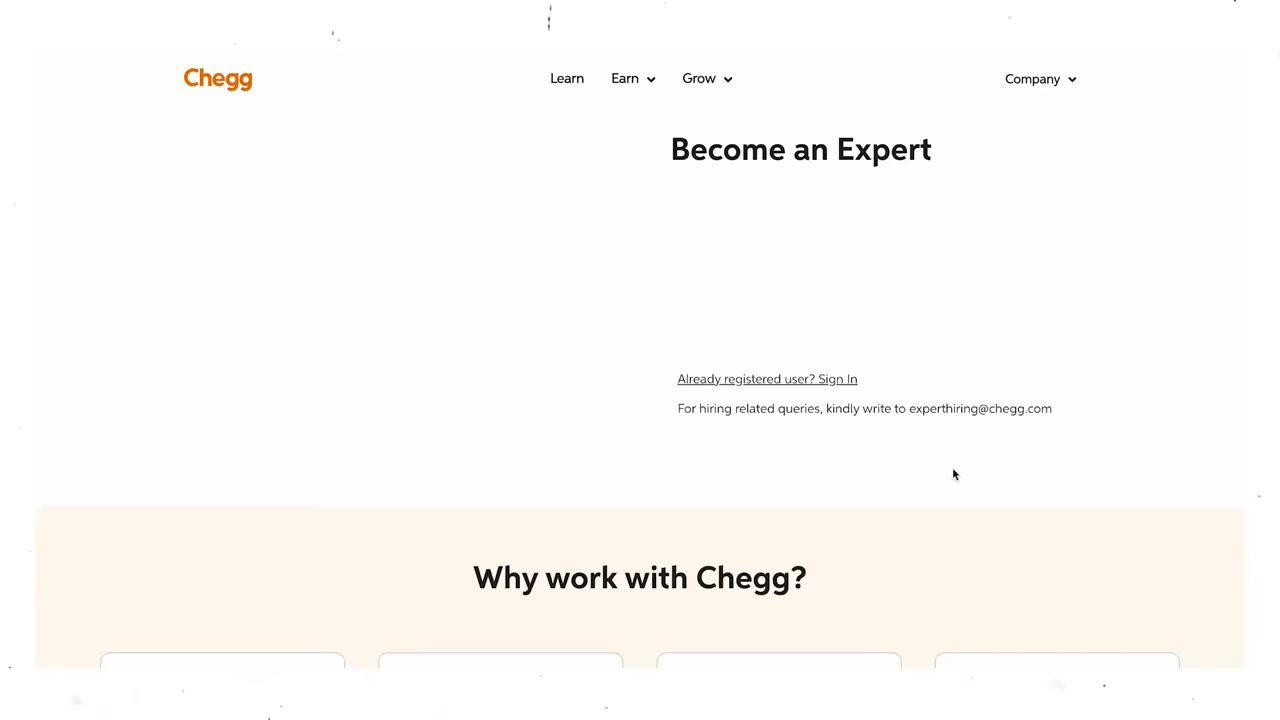 Chegg
Learn Earn Grow Company
Become an Expert
Already registered user? Sign In
For hiring related queries, kindly write to experthiring@chegg.com
Why work with Chegg?